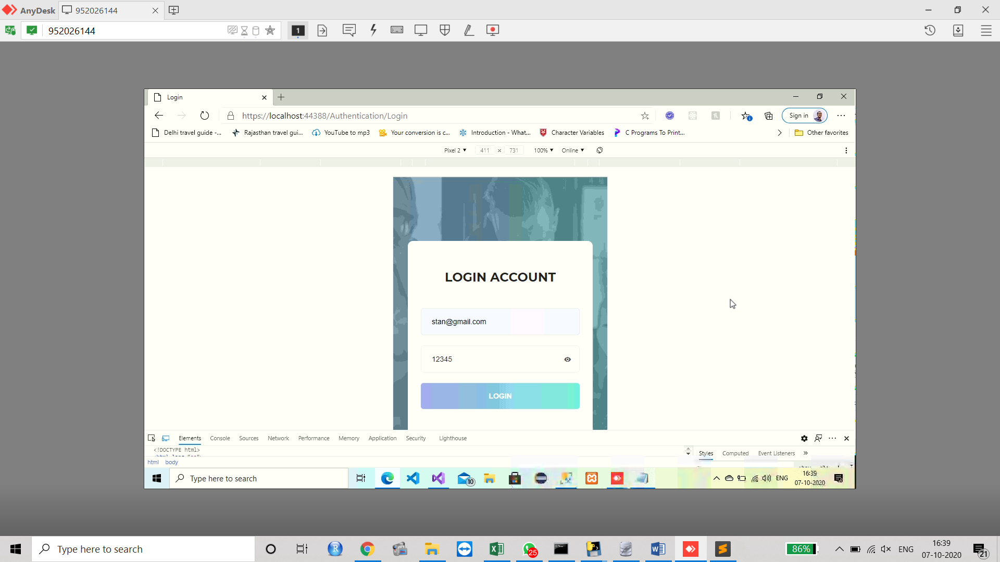 AnyDesk 952026144
952026144 1
Login
https://localhost:44388/Authentication/Login Sign in
Delhi travel guide -... Rajasthan travel gui... YouTube to mp3 Your conversion is c... Introduction - What... Character Variables C Programs To Print... Other favorites
Pixel 2 411 × 731 100% Online
LOGIN ACCOUNT
stan@gmail.com
12345
LOGIN
Elements Console Sources Network Performance Memory Application Security Lighthouse
<!DOCTYPE html>
Styles Computed Event Listeners
html body
Type here to search 10 ENG 16:39
07-10-2020
Type here to search 25 86% ENG 16:39
07-10-2020 21